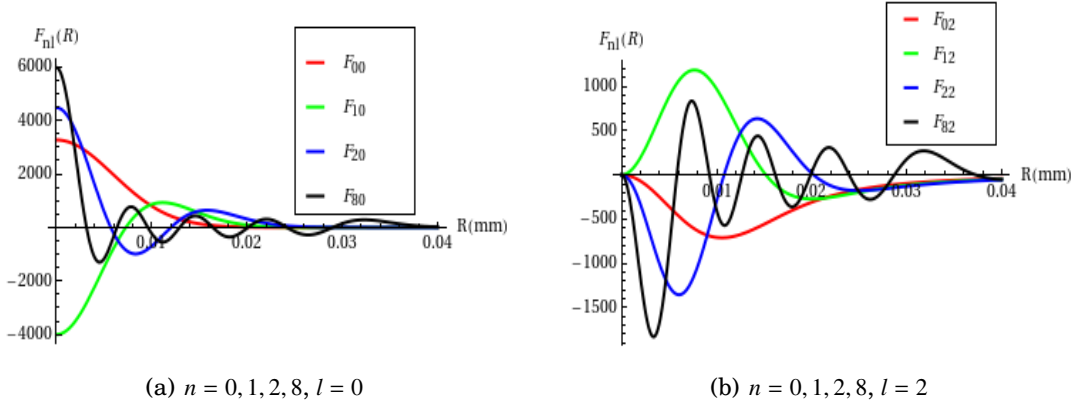 F_nl(R)
6000
4000
2000
−2000
−4000
0.01
0.02
0.03
0.04
R(mm)
F_00
F_10
F_20
F_80
(a) n = 0, 1, 2, 8, l = 0
F_nl(R)
1000
500
−500
−1000
−1500
0.01
0.02
0.03
0.04
R(mm)
F_02
F_12
F_22
F_82
(b) n = 0, 1, 2, 8, l = 2